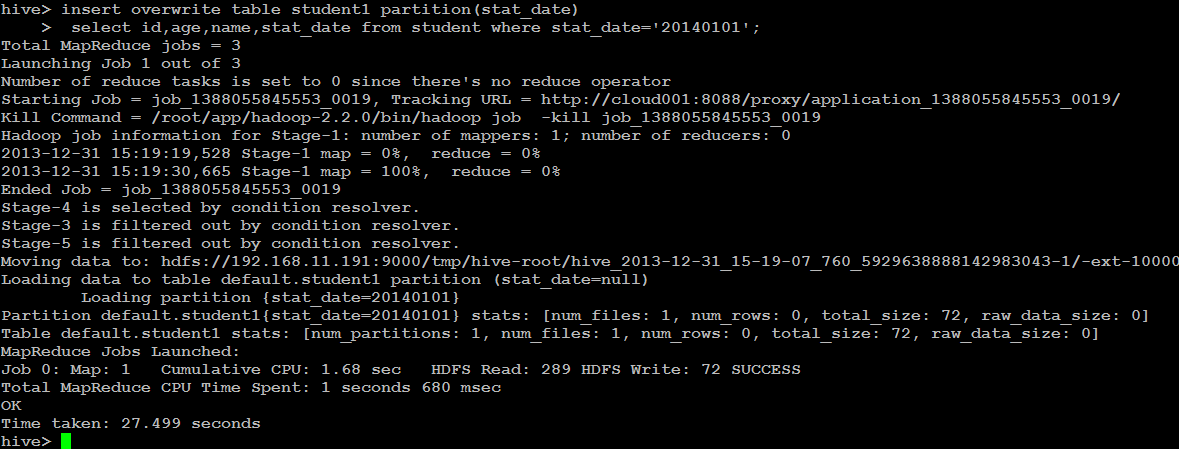 hive> insert overwrite table student1 partition(stat_date)
    >  select id,age,name,stat_date from student where stat_date='20140101';
Total MapReduce jobs = 3
Launching Job 1 out of 3
Number of reduce tasks is set to 0 since there's no reduce operator
Starting Job = job_1388055845553_0019, Tracking URL = http://cloud001:8088/proxy/application_1388055845553_0019/
Kill Command = /root/app/hadoop-2.2.0/bin/hadoop job  -kill job_1388055845553_0019
Hadoop job information for Stage-1: number of mappers: 1; number of reducers: 0
2013-12-31 15:19:19,528 Stage-1 map = 0%,  reduce = 0%
2013-12-31 15:19:30,665 Stage-1 map = 100%,  reduce = 0%
Ended Job = job_1388055845553_0019
Stage-4 is selected by condition resolver.
Stage-3 is filtered out by condition resolver.
Stage-5 is filtered out by condition resolver.
Moving data to: hdfs://192.168.11.191:9000/tmp/hive-root/hive_2013-12-31_15-19-07_760_5929638888142983043-1/-ext-10000
Loading data to table default.student1 partition (stat_date=null)
        Loading partition {stat_date=20140101}
Partition default.student1{stat_date=20140101} stats: [num_files: 1, num_rows: 0, total_size: 72, raw_data_size: 0]
Table default.student1 stats: [num_partitions: 1, num_files: 1, num_rows: 0, total_size: 72, raw_data_size: 0]
MapReduce Jobs Launched:
Job 0: Map: 1   Cumulative CPU: 1.68 sec   HDFS Read: 289 HDFS Write: 72 SUCCESS
Total MapReduce CPU Time Spent: 1 seconds 680 msec
OK
Time taken: 27.499 seconds
hive>